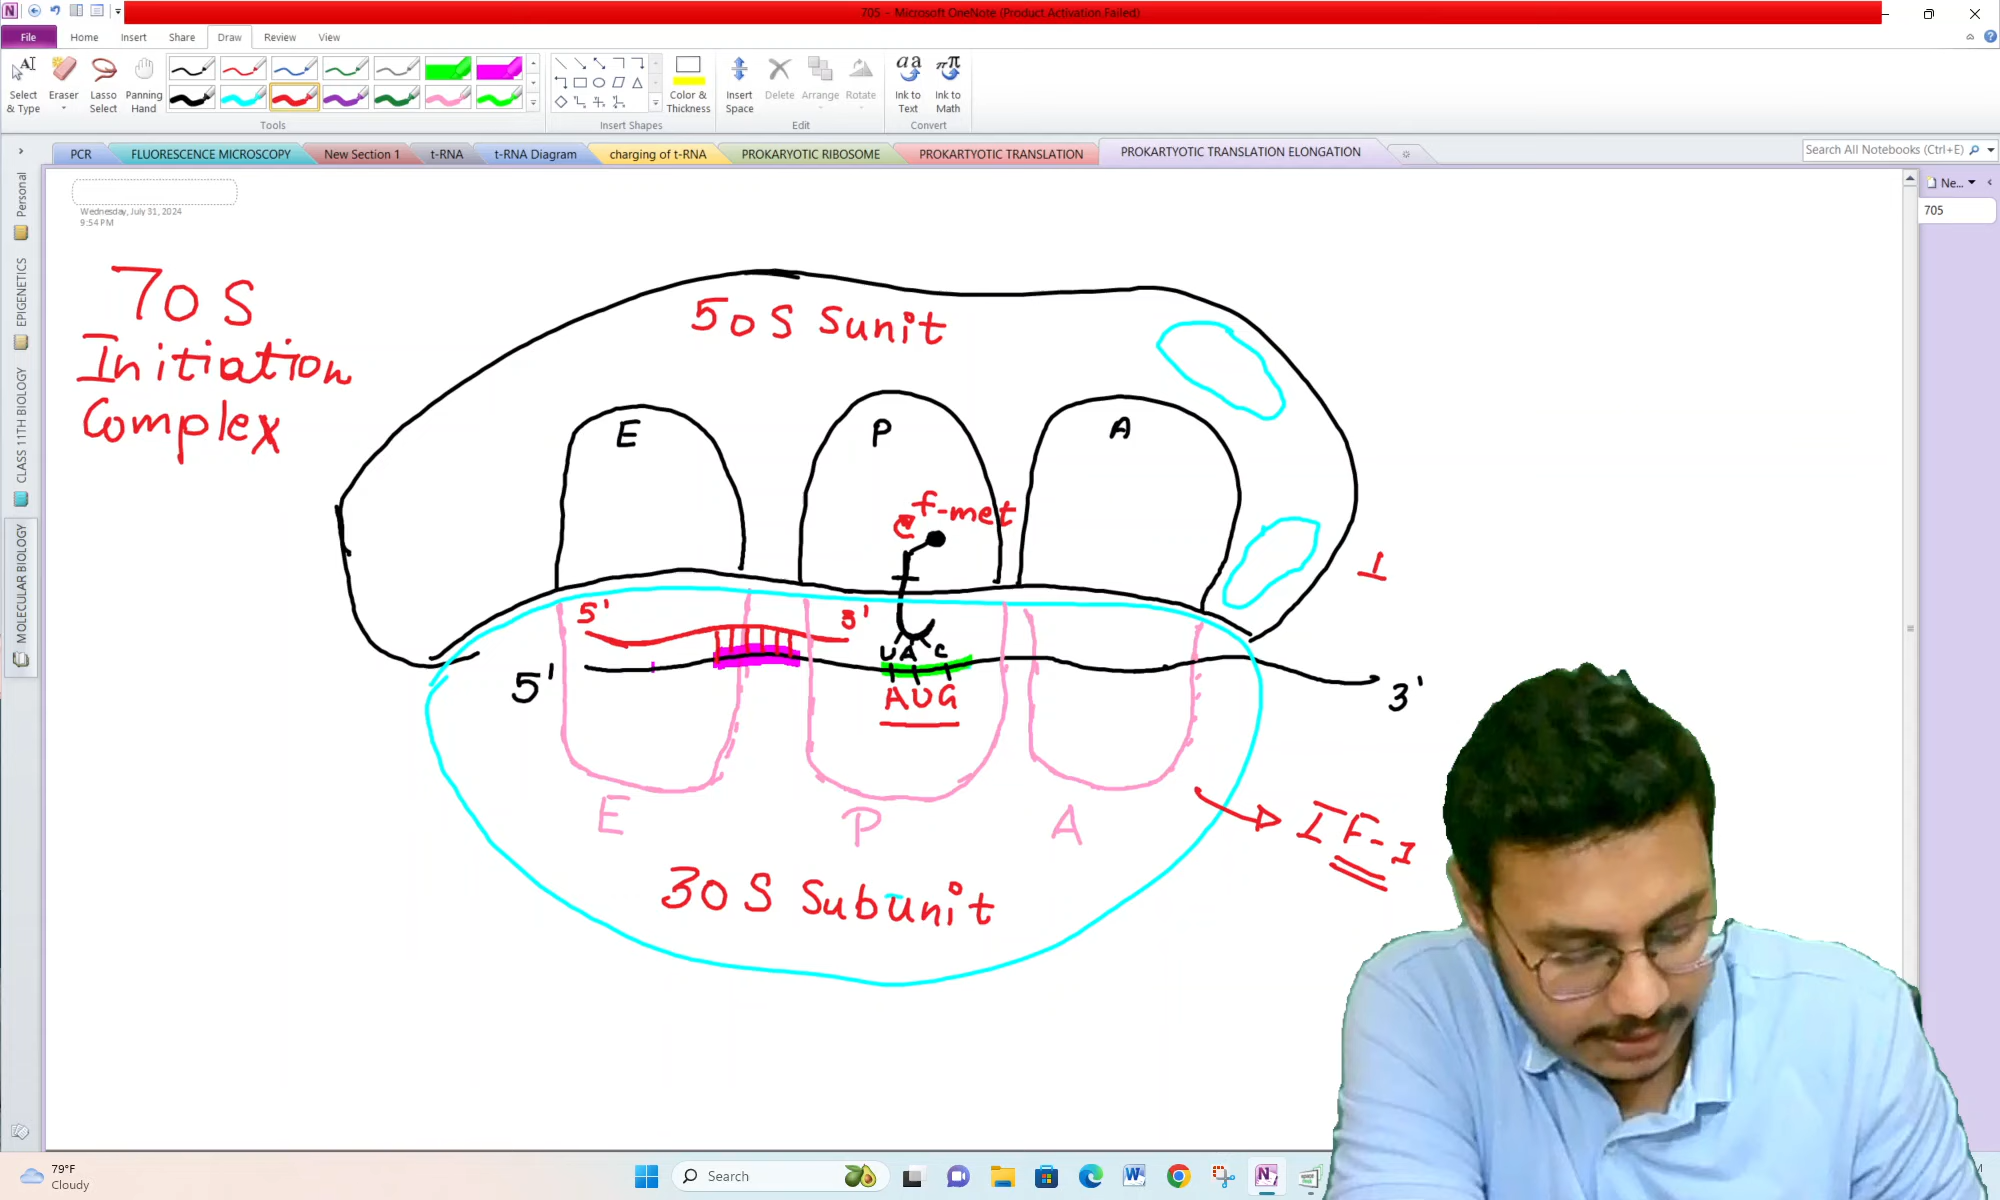 705 - Microsoft OneNote (Product Activation Failed)
File Home Insert Share Draw Review View
Select & Type
Eraser
Lasso Select
Panning Hand
Color & Thickness
Insert Space
Delete
Arrange
Rotate
Ink to Text
Ink to Math
Tools
Insert Shapes
Edit
Convert
PCR
FLUORESCENCE MICROSCOPY
New Section 1
t-RNA
t-RNA Diagram
charging of t-RNA
PROKARYOTIC RIBOSOME
PROKARTYOTIC TRANSLATION
PROKARTYOTIC TRANSLATION ELONGATION
Search All Notebooks (Ctrl+E)
Ne...
705
Personal
EPIGENETICS
CLASS 11TH BIOLOGY
MOLECULAR BIOLOGY
Wednesday, July 31, 2024
9:54 PM
70 S
Initiation
Complex
50S Sunit
E P A
f-met
I
5' 3'
UAC
5' 3'
AUG
E P A
IF-1
30S Subunit
79°F
Cloudy
Search